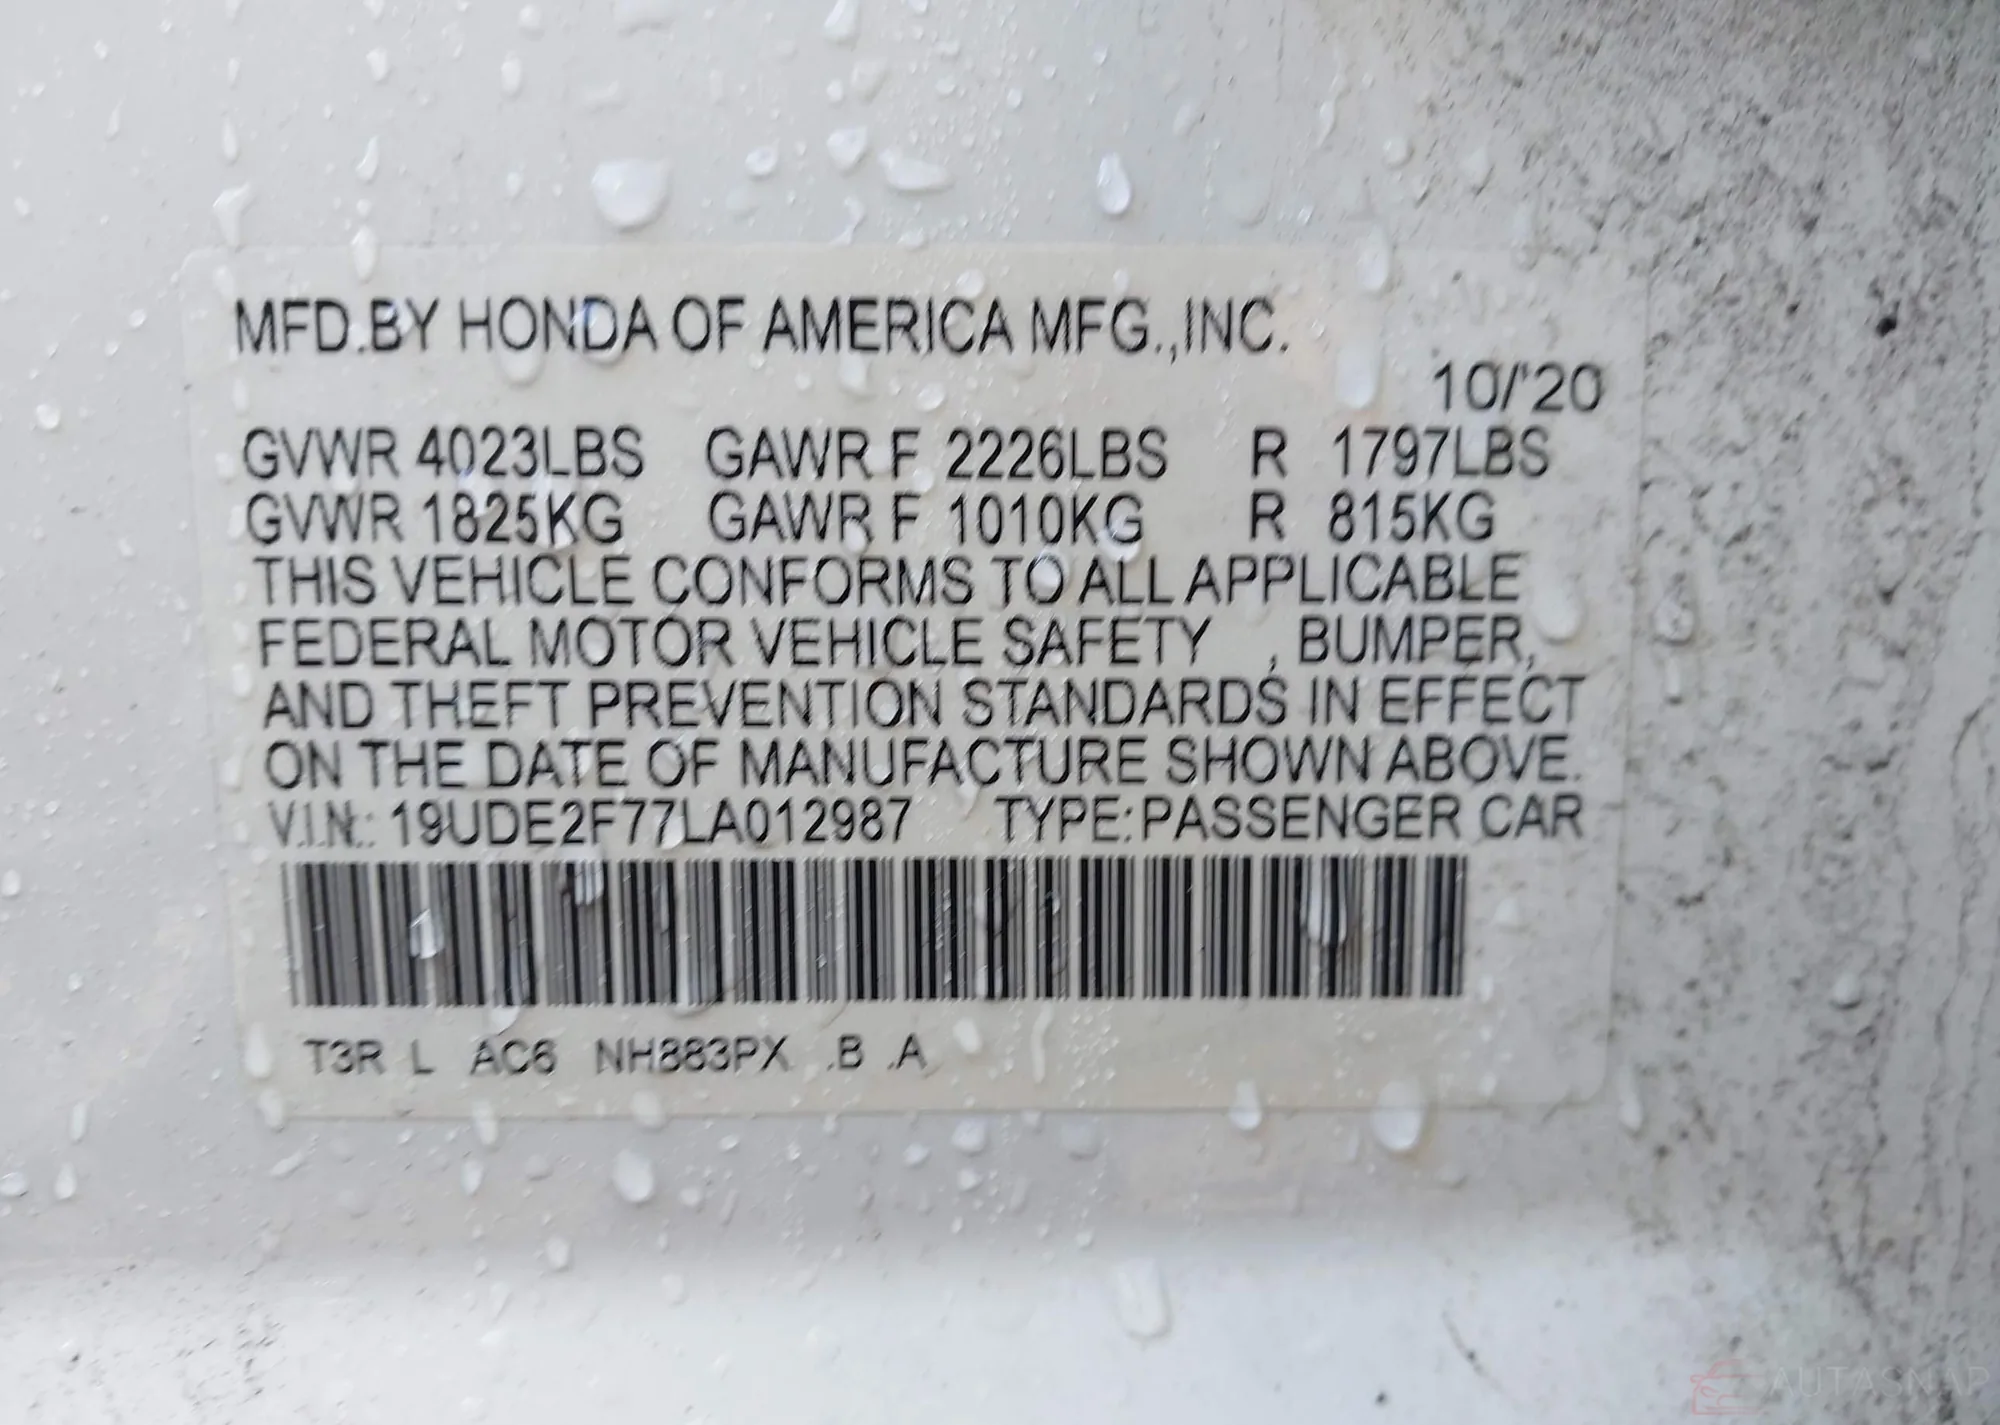 MFD.BY HONDA OF AMERICA MFG.,INC.
10/'20
GVWR 4023LBS GAWR F 2226LBS R 1797LBS
GVWR 1825KG GAWR F 1010KG R 815KG
THIS VEHICLE CONFORMS TO ALL APPLICABLE
FEDERAL MOTOR VEHICLE SAFETY , BUMPER,
AND THEFT PREVENTION STANDARDS IN EFFECT
ON THE DATE OF MANUFACTURE SHOWN ABOVE.
V.I.N.: 19UDE2F77LA012987 TYPE:PASSENGER CAR
T3R L AC6 NH883PX .B .A
AUTASNAP